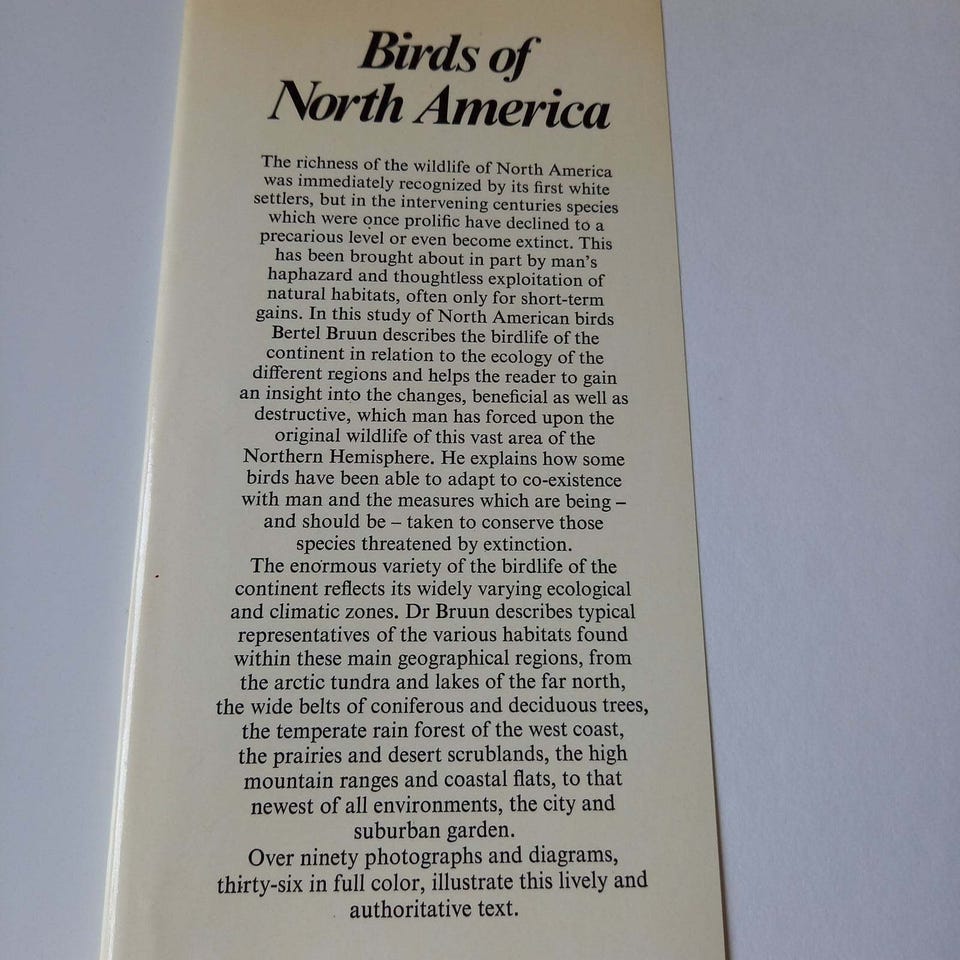 Birds of
North America
The richness of the wildlife of North America
was immediately recognized by its first white
settlers, but in the intervening centuries species
which were once prolific have declined to a
precarious level or even become extinct. This
has been brought about in part by man's
haphazard and thoughtless exploitation of
natural habitats, often only for short-term
gains. In this study of North American birds
Bertel Bruun describes the birdlife of the
continent in relation to the ecology of the
different regions and helps the reader to gain
an insight into the changes, beneficial as well as
destructive, which man has forced upon the
original wildlife of this vast area of the
Northern Hemisphere. He explains how some
birds have been able to adapt to co-existence
with man and the measures which are being –
and should be – taken to conserve those
species threatened by extinction.
The enormous variety of the birdlife of the
continent reflects its widely varying ecological
and climatic zones. Dr Bruun describes typical
representatives of the various habitats found
within these main geographical regions, from
the arctic tundra and lakes of the far north,
the wide belts of coniferous and deciduous trees,
the temperate rain forest of the west coast,
the prairies and desert scrublands, the high
mountain ranges and coastal flats, to that
newest of all environments, the city and
suburban garden.
Over ninety photographs and diagrams,
thirty-six in full color, illustrate this lively and
authoritative text.